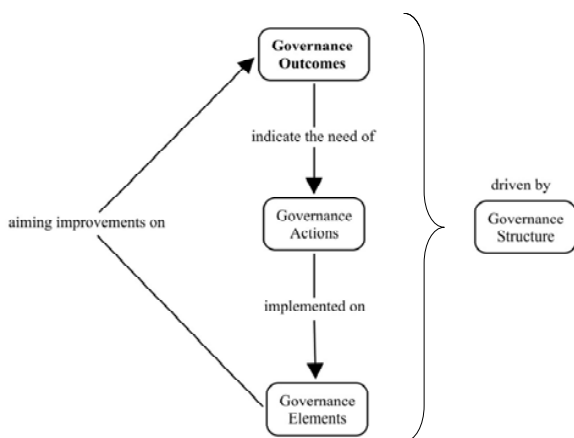 Governance
Outcomes
indicate the need of
driven by
aiming improvements on
Governance
Actions
Governance
Structure
implemented on
Governance
Elements